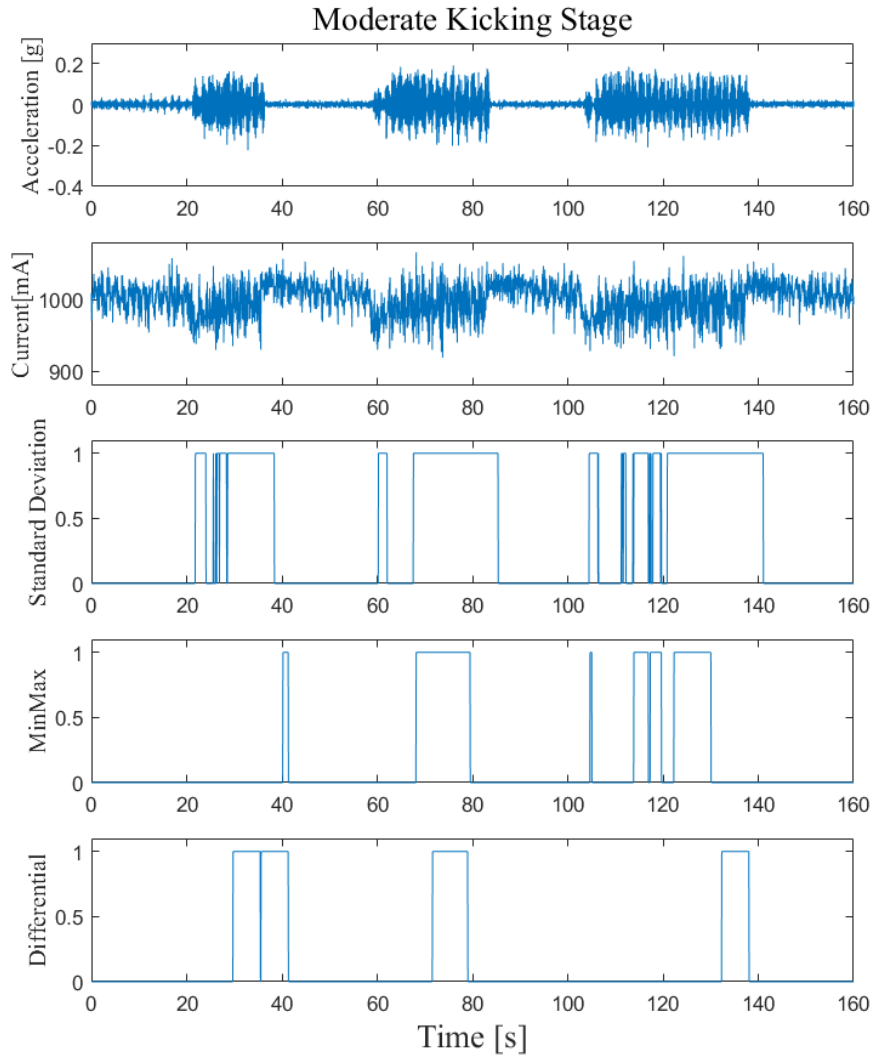 Moderate Kicking Stage
Acceleration [g]
0.2
0
-0.2
-0.4
0 20 40 60 80 100 120 140 160
Current[mA]
1000
900
0 20 40 60 80 100 120 140 160
Standard Deviation
1
0.5
0
0 20 40 60 80 100 120 140 160
MinMax
1
0.5
0
0 20 40 60 80 100 120 140 160
Differential
1
0.5
0
0 20 40 60 80 100 120 140 160
Time [s]